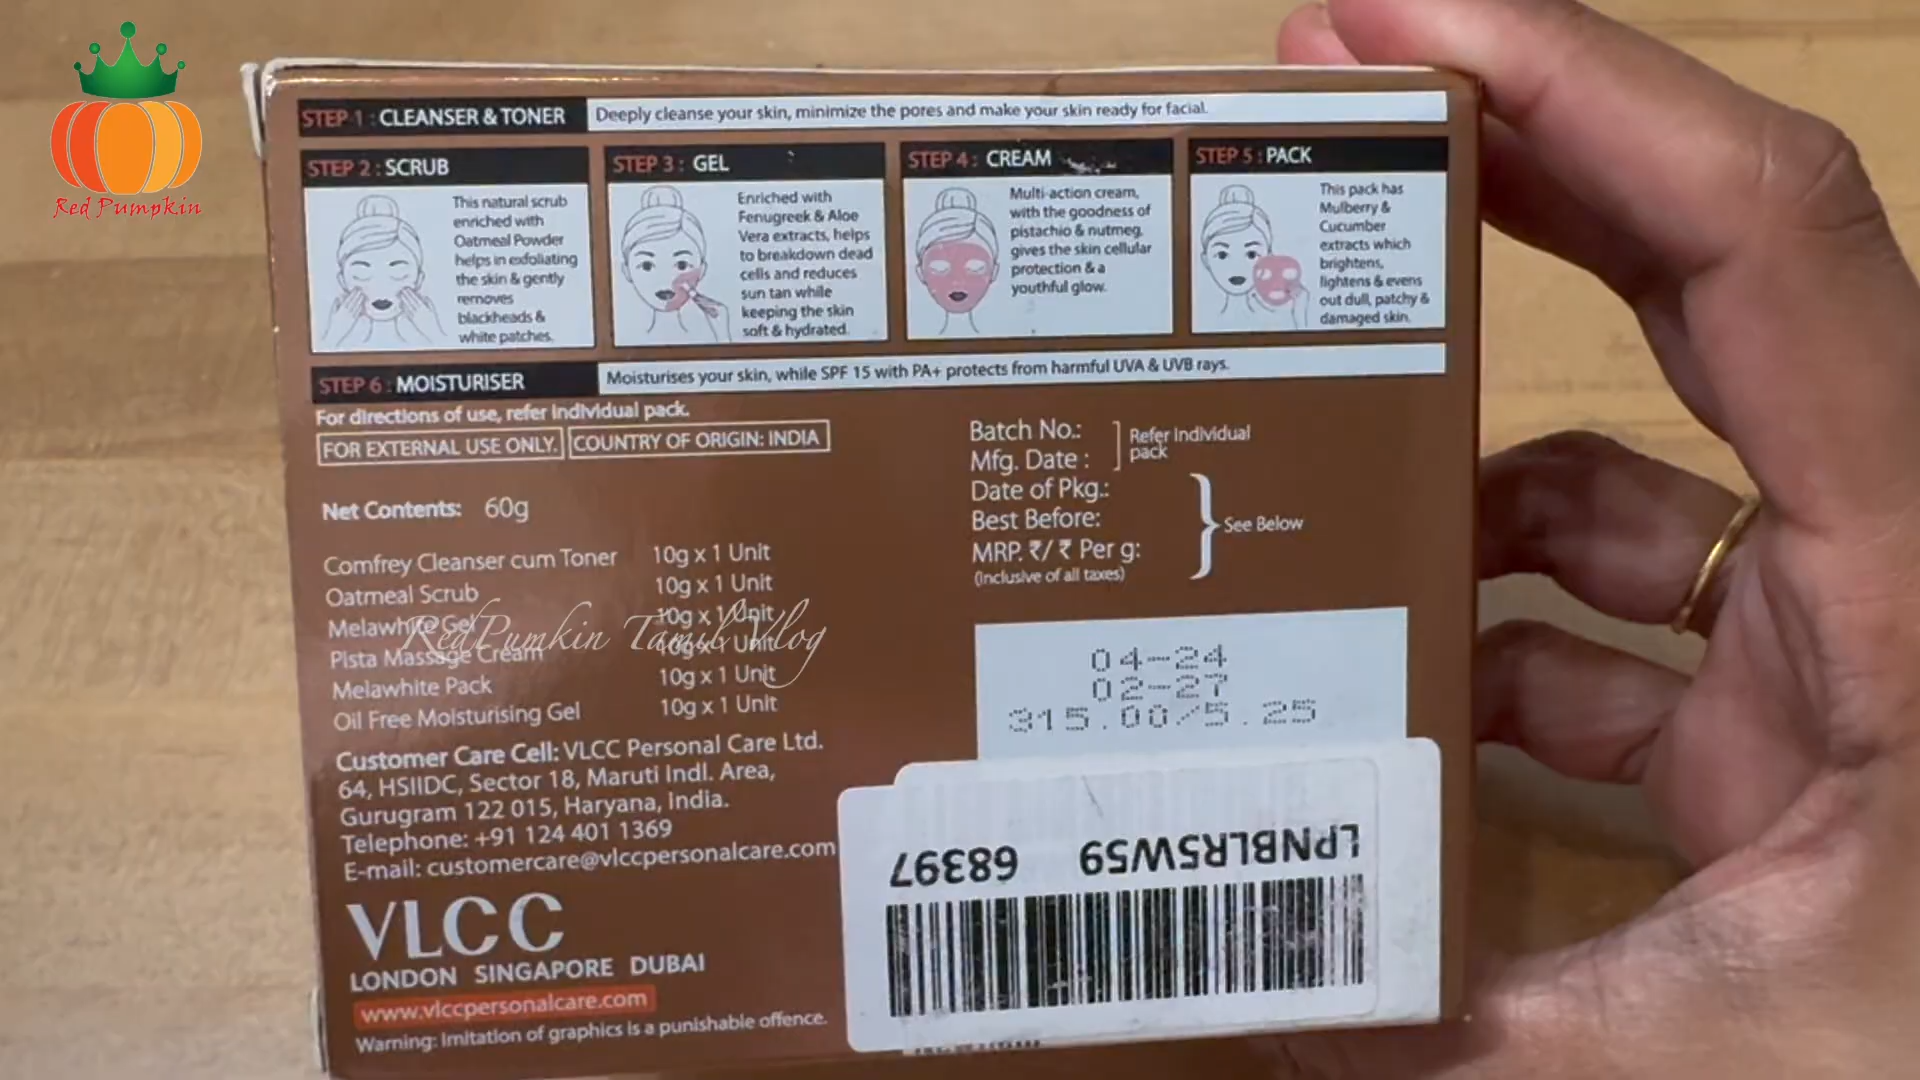 Red Pumpkin
STEP 1 : CLEANSER & TONER
Deeply cleanse your skin, minimize the pores and make your skin ready for facial.
STEP 2 : SCRUB
This natural scrub
enriched with
Oatmeal Powder
helps in exfoliating
the skin & gently
removes
blackheads &
white patches.
STEP 3 : GEL
Enriched with
Fenugreek & Aloe
Vera extracts, helps
to breakdown dead
cells and reduces
sun tan while
keeping the skin
soft & hydrated.
STEP 4 : CREAM
Multi-action cream,
with the goodness of
pistachio & nutmeg,
gives the skin cellular
protection & a
youthful glow.
STEP 5 : PACK
This pack has
Mulberry &
Cucumber
extracts which
brightens,
lightens & evens
out dull, patchy &
damaged skin.
STEP 6 : MOISTURISER
Moisturises your skin, while SPF 15 with PA+ protects from harmful UVA & UVB rays.
For directions of use, refer individual pack.
FOR EXTERNAL USE ONLY. COUNTRY OF ORIGIN: INDIA
Net Contents: 60g
Comfrey Cleanser cum Toner 10g x 1 Unit
Oatmeal Scrub 10g x 1 Unit
Melawhite Gel 10g x 1 Unit
Pista Massage Cream 10g x 1 Unit
Melawhite Pack 10g x 1 Unit
Oil Free Moisturising Gel 10g x 1 Unit
RedPumkin Tamil Vlog
Customer Care Cell: VLCC Personal Care Ltd.
64, HSIIDC, Sector 18, Maruti Indl. Area,
Gurugram 122 015, Haryana, India.
Telephone: +91 124 401 1369
E-mail: customercare@vlccpersonalcare.com
VLCC
LONDON SINGAPORE DUBAI
www.vlccpersonalcare.com
Warning: Imitation of graphics is a punishable offence.
Batch No.:
Mfg. Date :
Refer Individual
pack
Date of Pkg.:
Best Before:
MRP. ₹/ ₹ Per g:
(Inclusive of all taxes)
See Below
04-24
02-27
315.00/5.25
LPNBLR5W59 68397